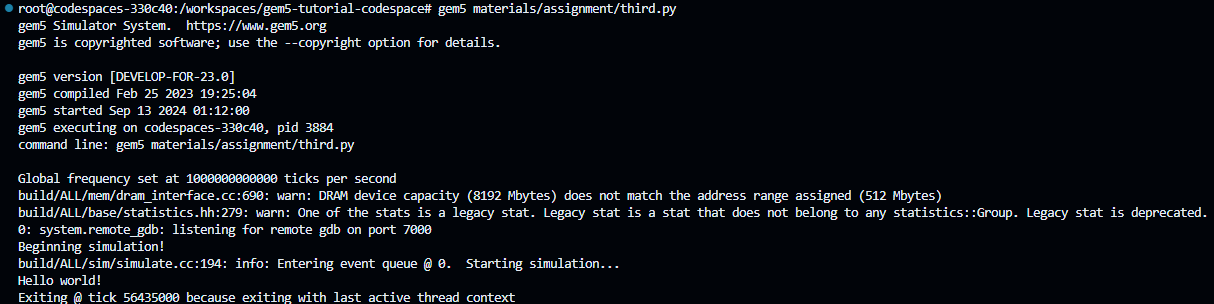 root@codespaces-330c40:/workspaces/gem5-tutorial-codespace# gem5 materials/assignment/third.py
gem5 Simulator System.  https://www.gem5.org
gem5 is copyrighted software; use the --copyright option for details.
gem5 version [DEVELOP-FOR-23.0]
gem5 compiled Feb 25 2023 19:25:04
gem5 started Sep 13 2024 01:12:00
gem5 executing on codespaces-330c40, pid 3884
command line: gem5 materials/assignment/third.py
Global frequency set at 1000000000000 ticks per second
build/ALL/mem/dram_interface.cc:690: warn: DRAM device capacity (8192 Mbytes) does not match the address range assigned (512 Mbytes)
build/ALL/base/statistics.hh:279: warn: One of the stats is a legacy stat. Legacy stat is a stat that does not belong to any statistics::Group. Legacy stat is deprecated.
0: system.remote_gdb: listening for remote gdb on port 7000
Beginning simulation!
build/ALL/sim/simulate.cc:194: info: Entering event queue @ 0.  Starting simulation...
Hello world!
Exiting @ tick 56435000 because exiting with last active thread context